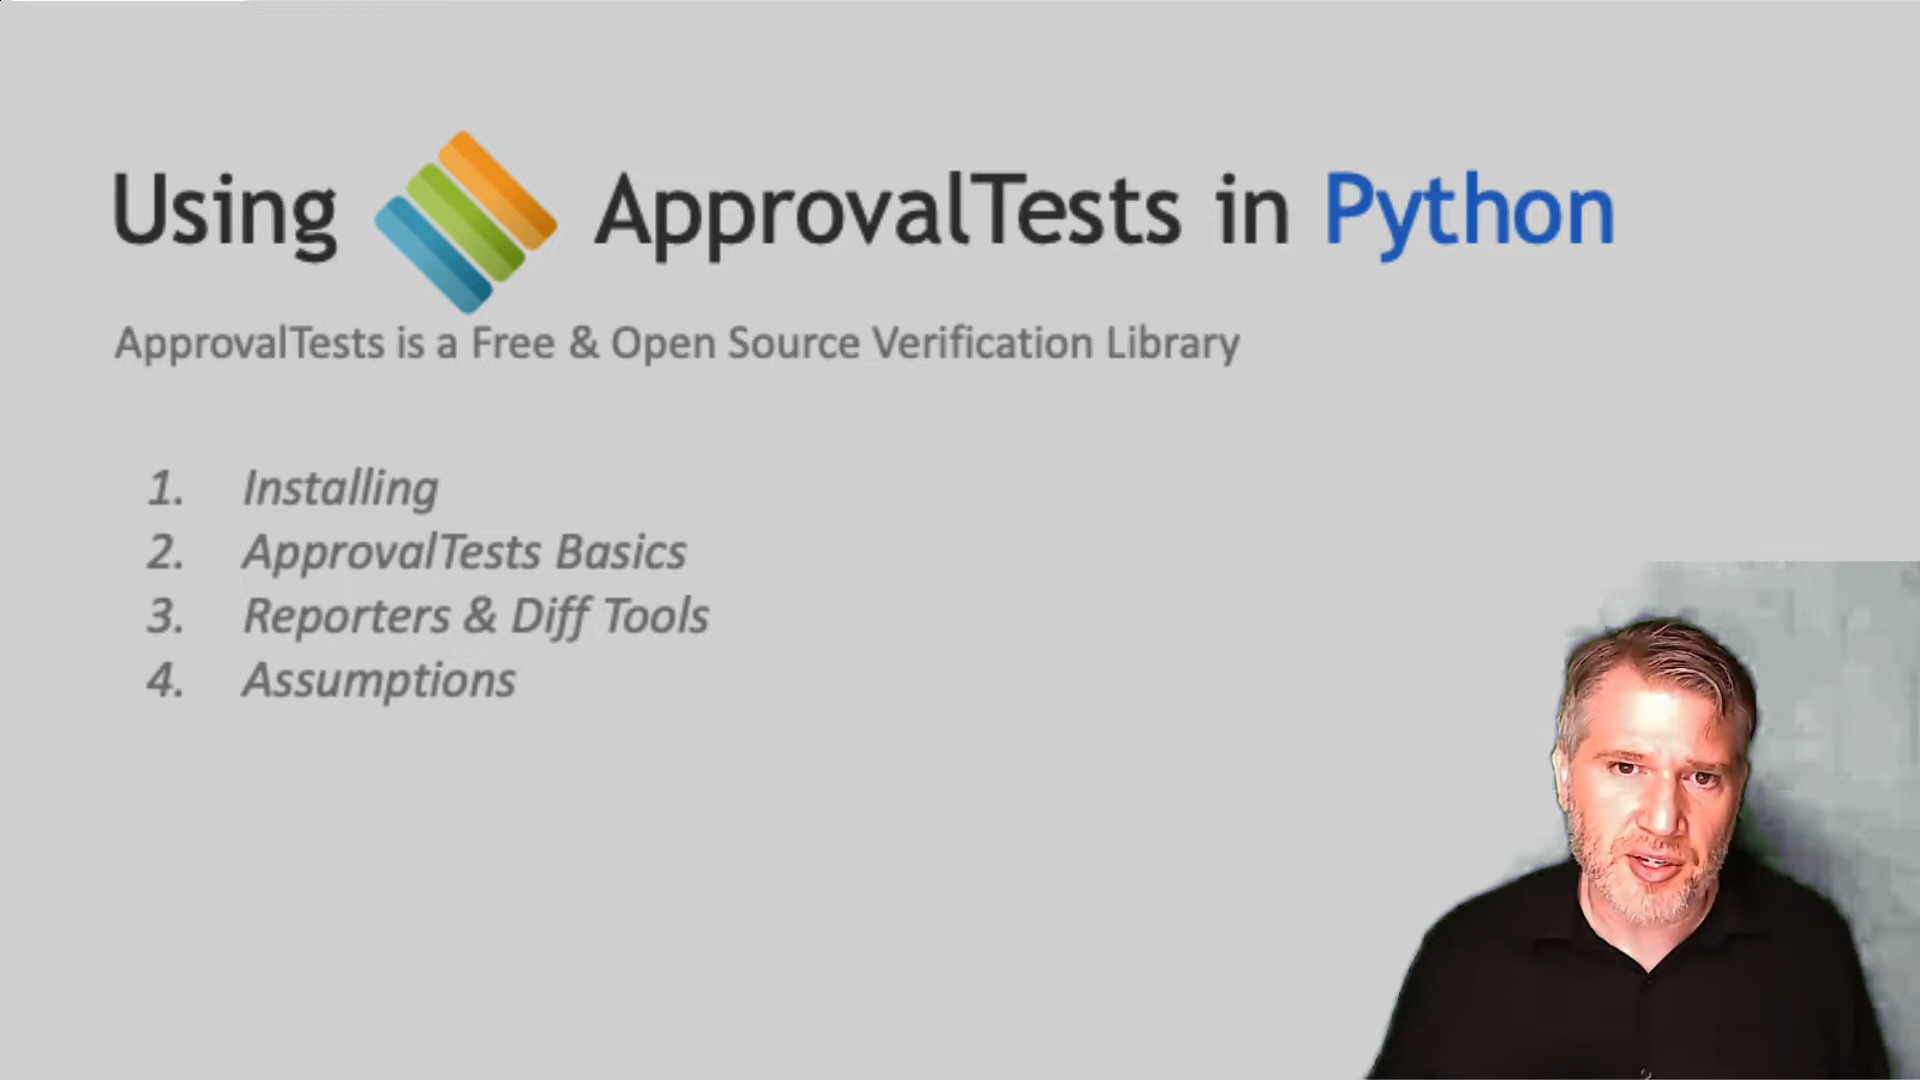 Using ApprovalTests in Python
ApprovalTests is a Free & Open Source Verification Library
1. Installing
2. ApprovalTests Basics
3. Reporters & Diff Tools
4. Assumptions